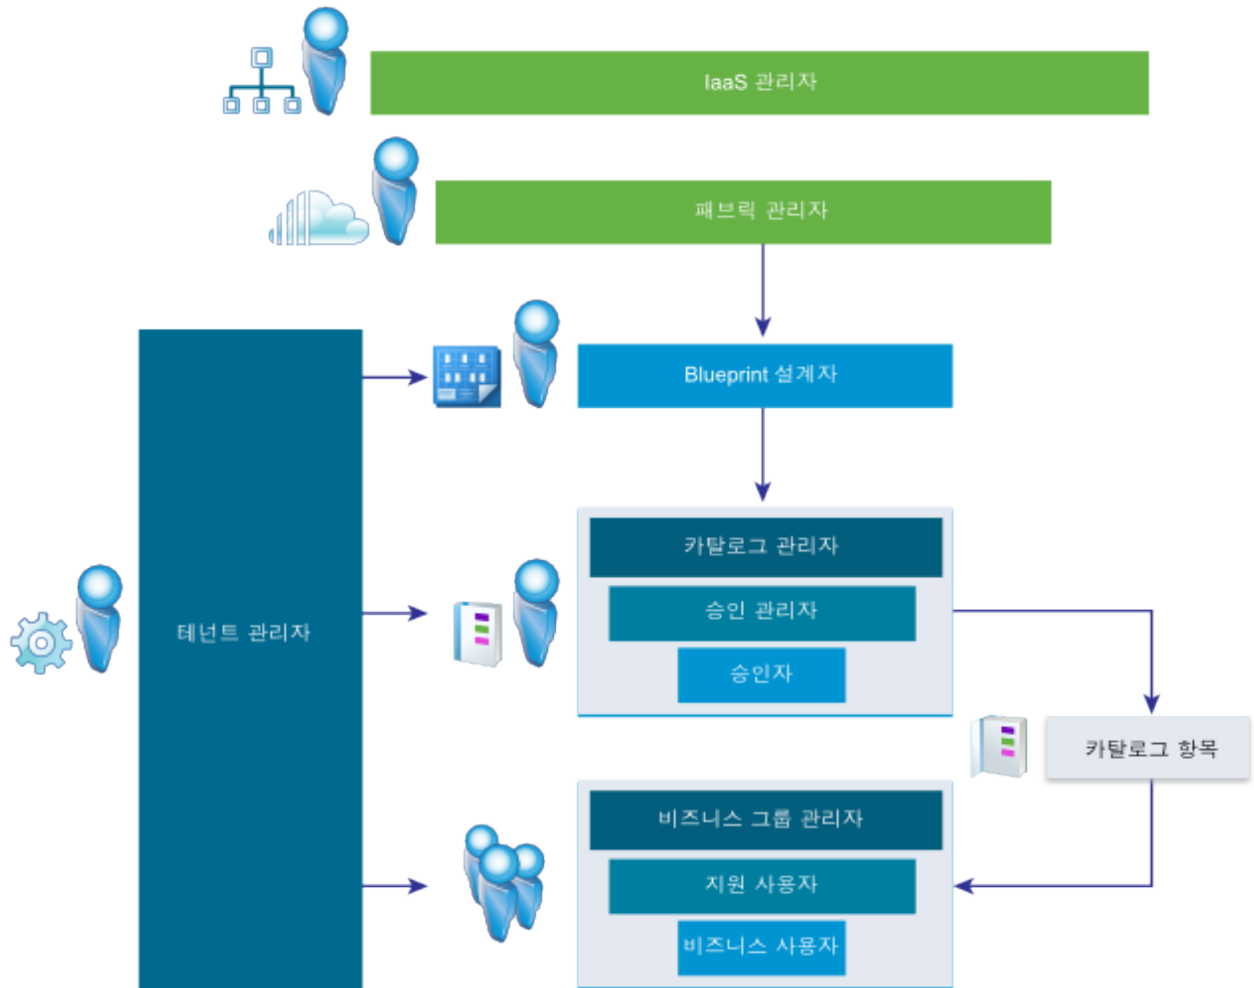 IaaS 관리자
패브릭 관리자
Blueprint 설계자
카탈로그 관리자
승인 관리자
승인자
테넌트 관리자
카탈로그 항목
비즈니스 그룹 관리자
지원 사용자
비즈니스 사용자